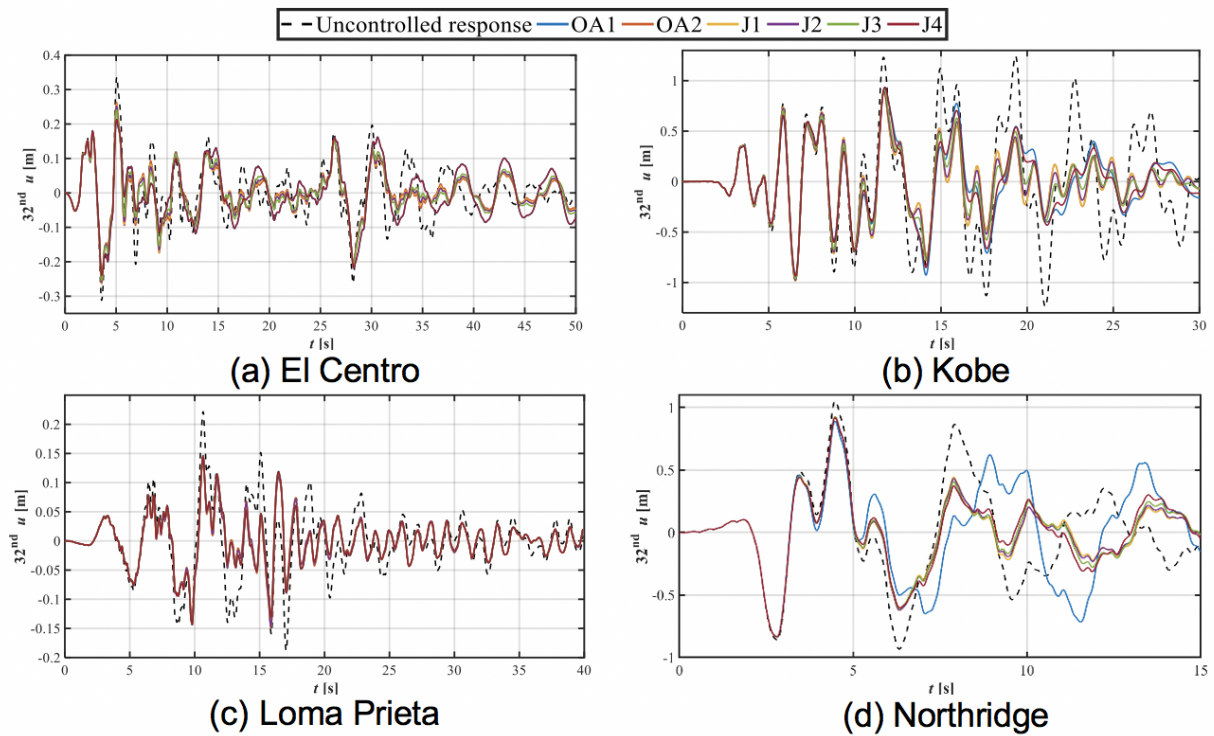 Uncontrolled response OA1 OA2 J1 J2 J3 J4
0.4
0.3
0.2
0.1
0
-0.1
-0.2
-0.3
32nd u [m]
0 5 10 15 20 25 30 35 40 45 50
t [s]
(a) El Centro
1
0.5
0
-0.5
-1
32nd u [m]
0 5 10 15 20 25 30
t [s]
(b) Kobe
0.2
0.15
0.1
0.05
0
-0.05
-0.1
-0.15
-0.2
32nd u [m]
0 5 10 15 20 25 30 35 40
t [s]
(c) Loma Prieta
1
0.5
0
-0.5
-1
32nd u [m]
0 5 10 15
t [s]
(d) Northridge